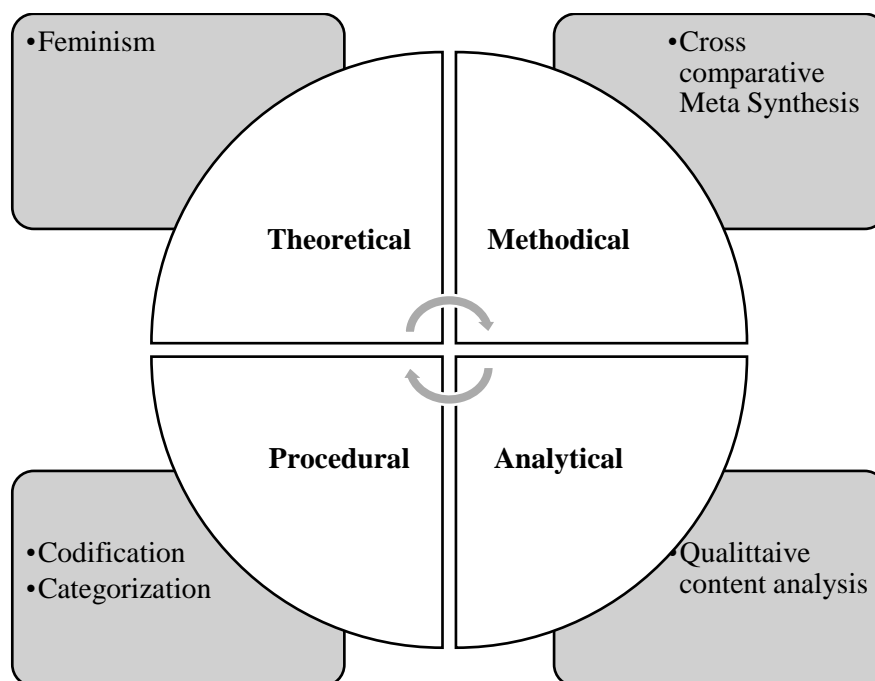 •Feminism
•Cross
comparative
Meta Synthesis
Theoretical
Methodical
Procedural
Analytical
•Codification
•Categorization
•Qualittaive
content analysis